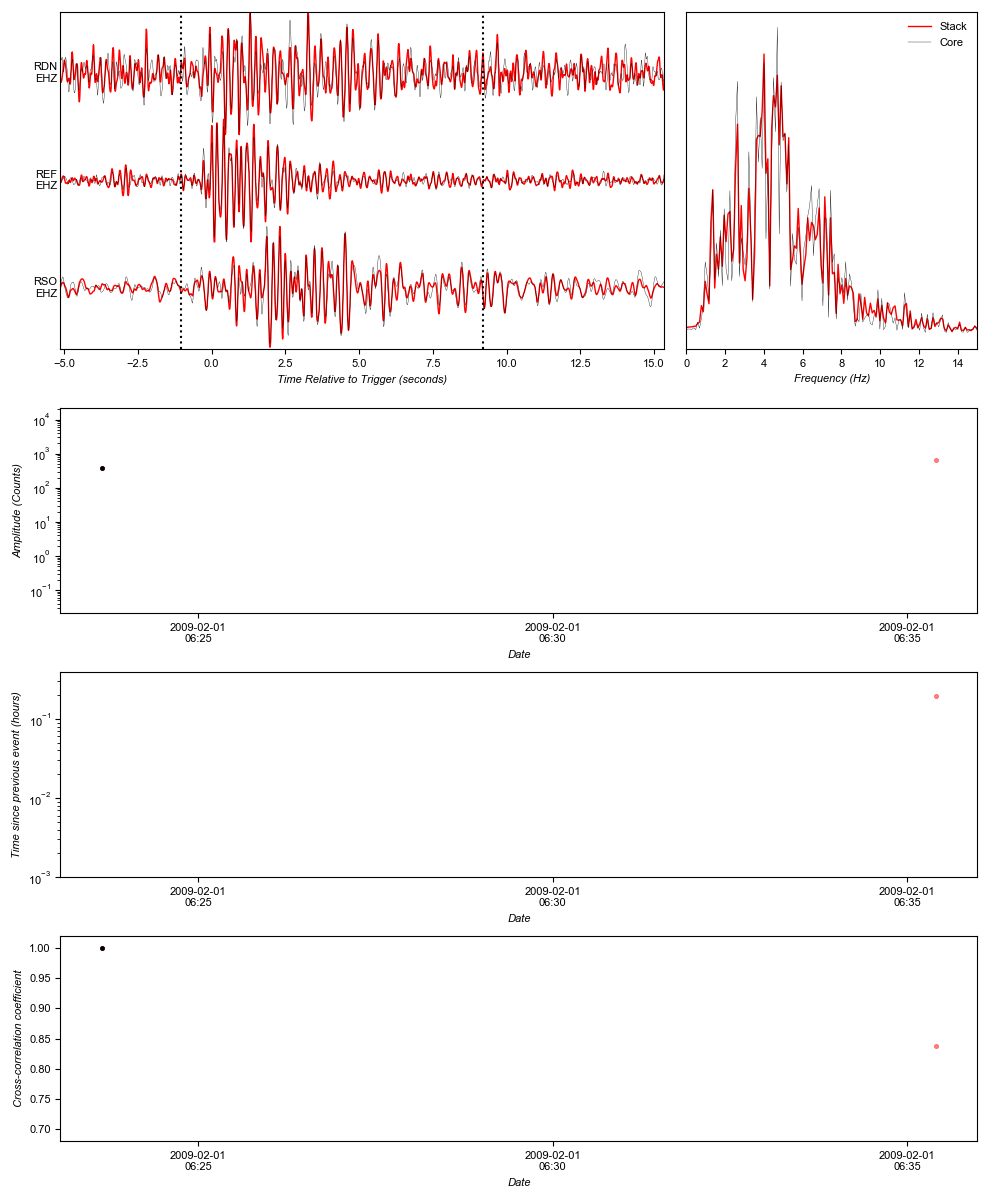 RDN
EHZ
REF
EHZ
RSO
EHZ
−5.0 −2.5 0.0 2.5 5.0 7.5 10.0 12.5 15.0
Time Relative to Trigger (seconds)
Stack
Core
0 2 4 6 8 10 12 14
Frequency (Hz)
10^4
10^3
10^2
10^1
10^0
10^−1
Amplitude (Counts)
2009-02-01
06:25
2009-02-01
06:30
2009-02-01
06:35
Date
10^−1
10^−2
10^−3
Time since previous event (hours)
2009-02-01
06:25
2009-02-01
06:30
2009-02-01
06:35
Date
1.00
0.95
0.90
0.85
0.80
0.75
0.70
Cross-correlation coefficient
2009-02-01
06:25
2009-02-01
06:30
2009-02-01
06:35
Date